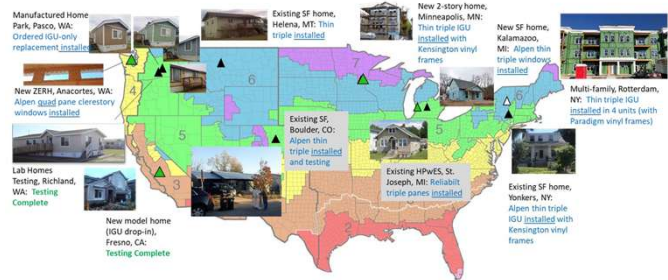 Manufactured Home
Park, Pasco, WA:
Ordered IGU-only
replacement installed
Existing SF home,
Helena, MT: Thin
triple installed
New 2-story home,
Minneapolis, MN:
Thin triple IGU
installed with
Kensington vinyl
frames
New SF home,
Kalamazoo,
MI: Alpen thin
triple windows
installed
Multi-family, Rotterdam,
NY: Thin triple IGU
installed in 4 units (with
Paradigm vinyl frames)
New ZERH, Anacortes, WA:
Alpen quad pane clerestory
windows installed
Lab Homes
Testing, Richland,
WA: Testing
Complete
New model home
(IGU drop-in),
Fresno, CA:
Testing Complete
Existing SF,
Boulder, CO:
Alpen thin
triple installed
and testing
Existing HPwES, St.
Joseph, MI: Reliabilt
triple panes installed
Existing SF home,
Yonkers, NY:
Alpen thin triple
IGU installed with
Kensington vinyl
frames
4
5
3
6
7
5
6
2